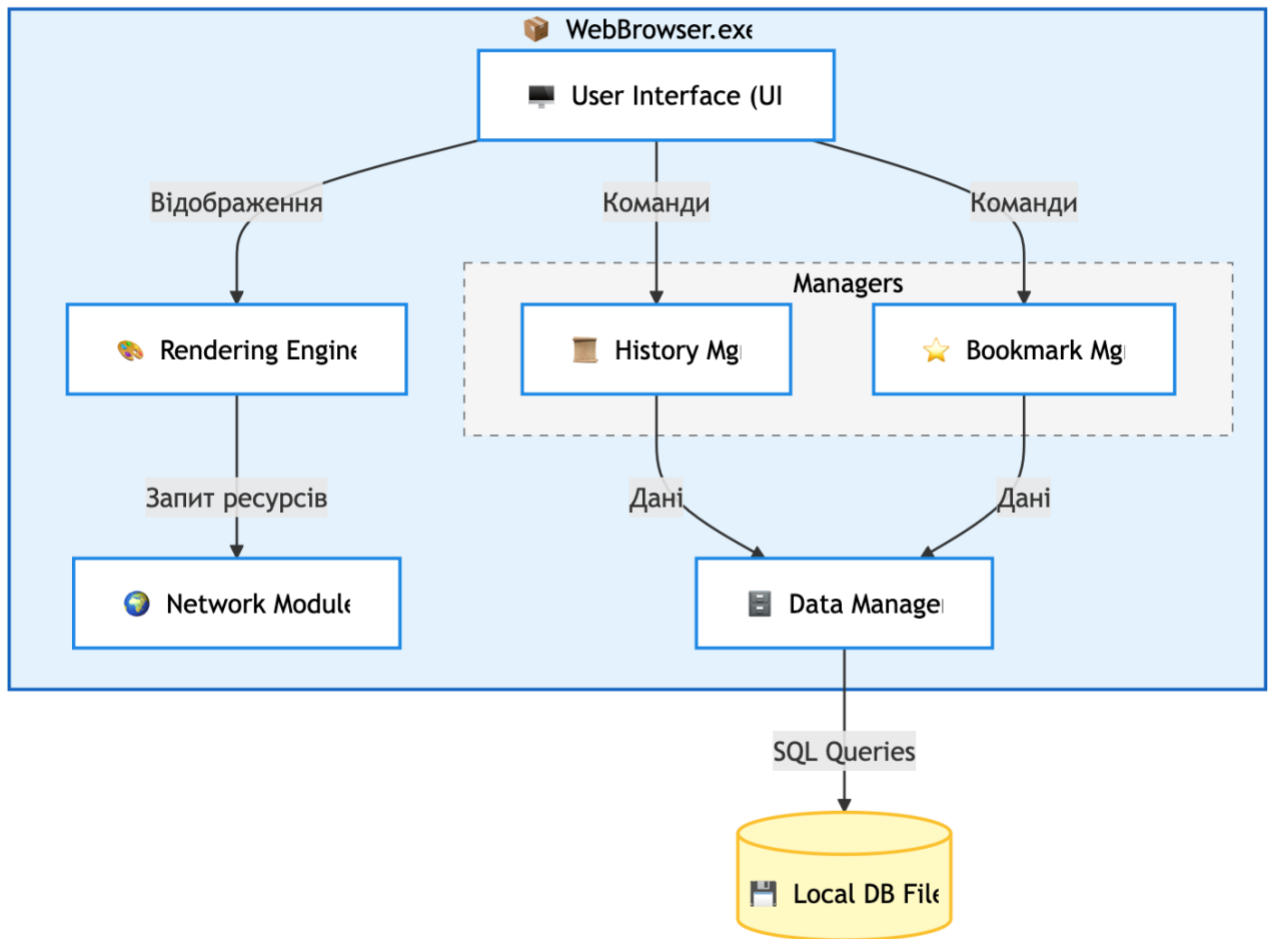 WebBrowser.exe
User Interface (UI
Відображення
Команди
Команди
Managers
Rendering Engine
History Mg
Bookmark Mg
Запит ресурсів
Дані
Дані
Network Module
Data Manager
SQL Queries
Local DB File